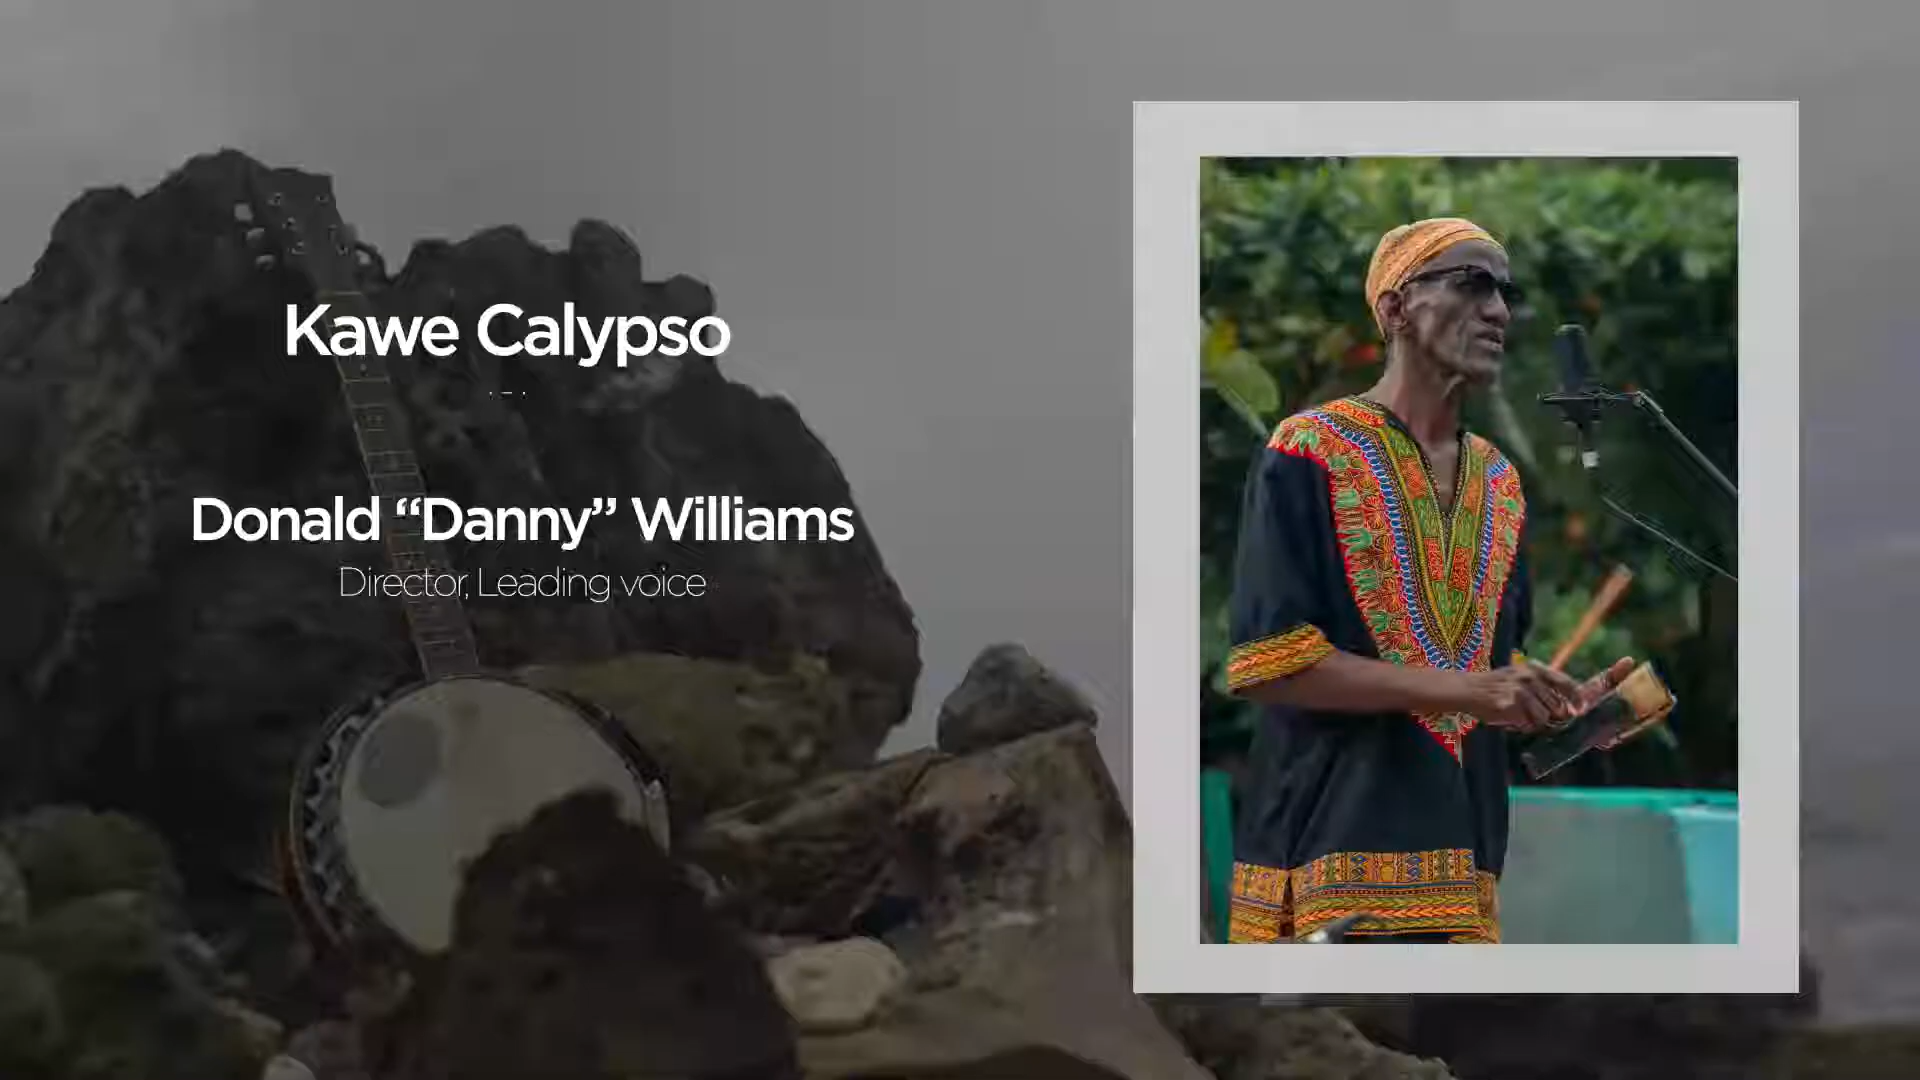 Kawe Calypso
Donald “Danny” Williams
Director, Leading voice